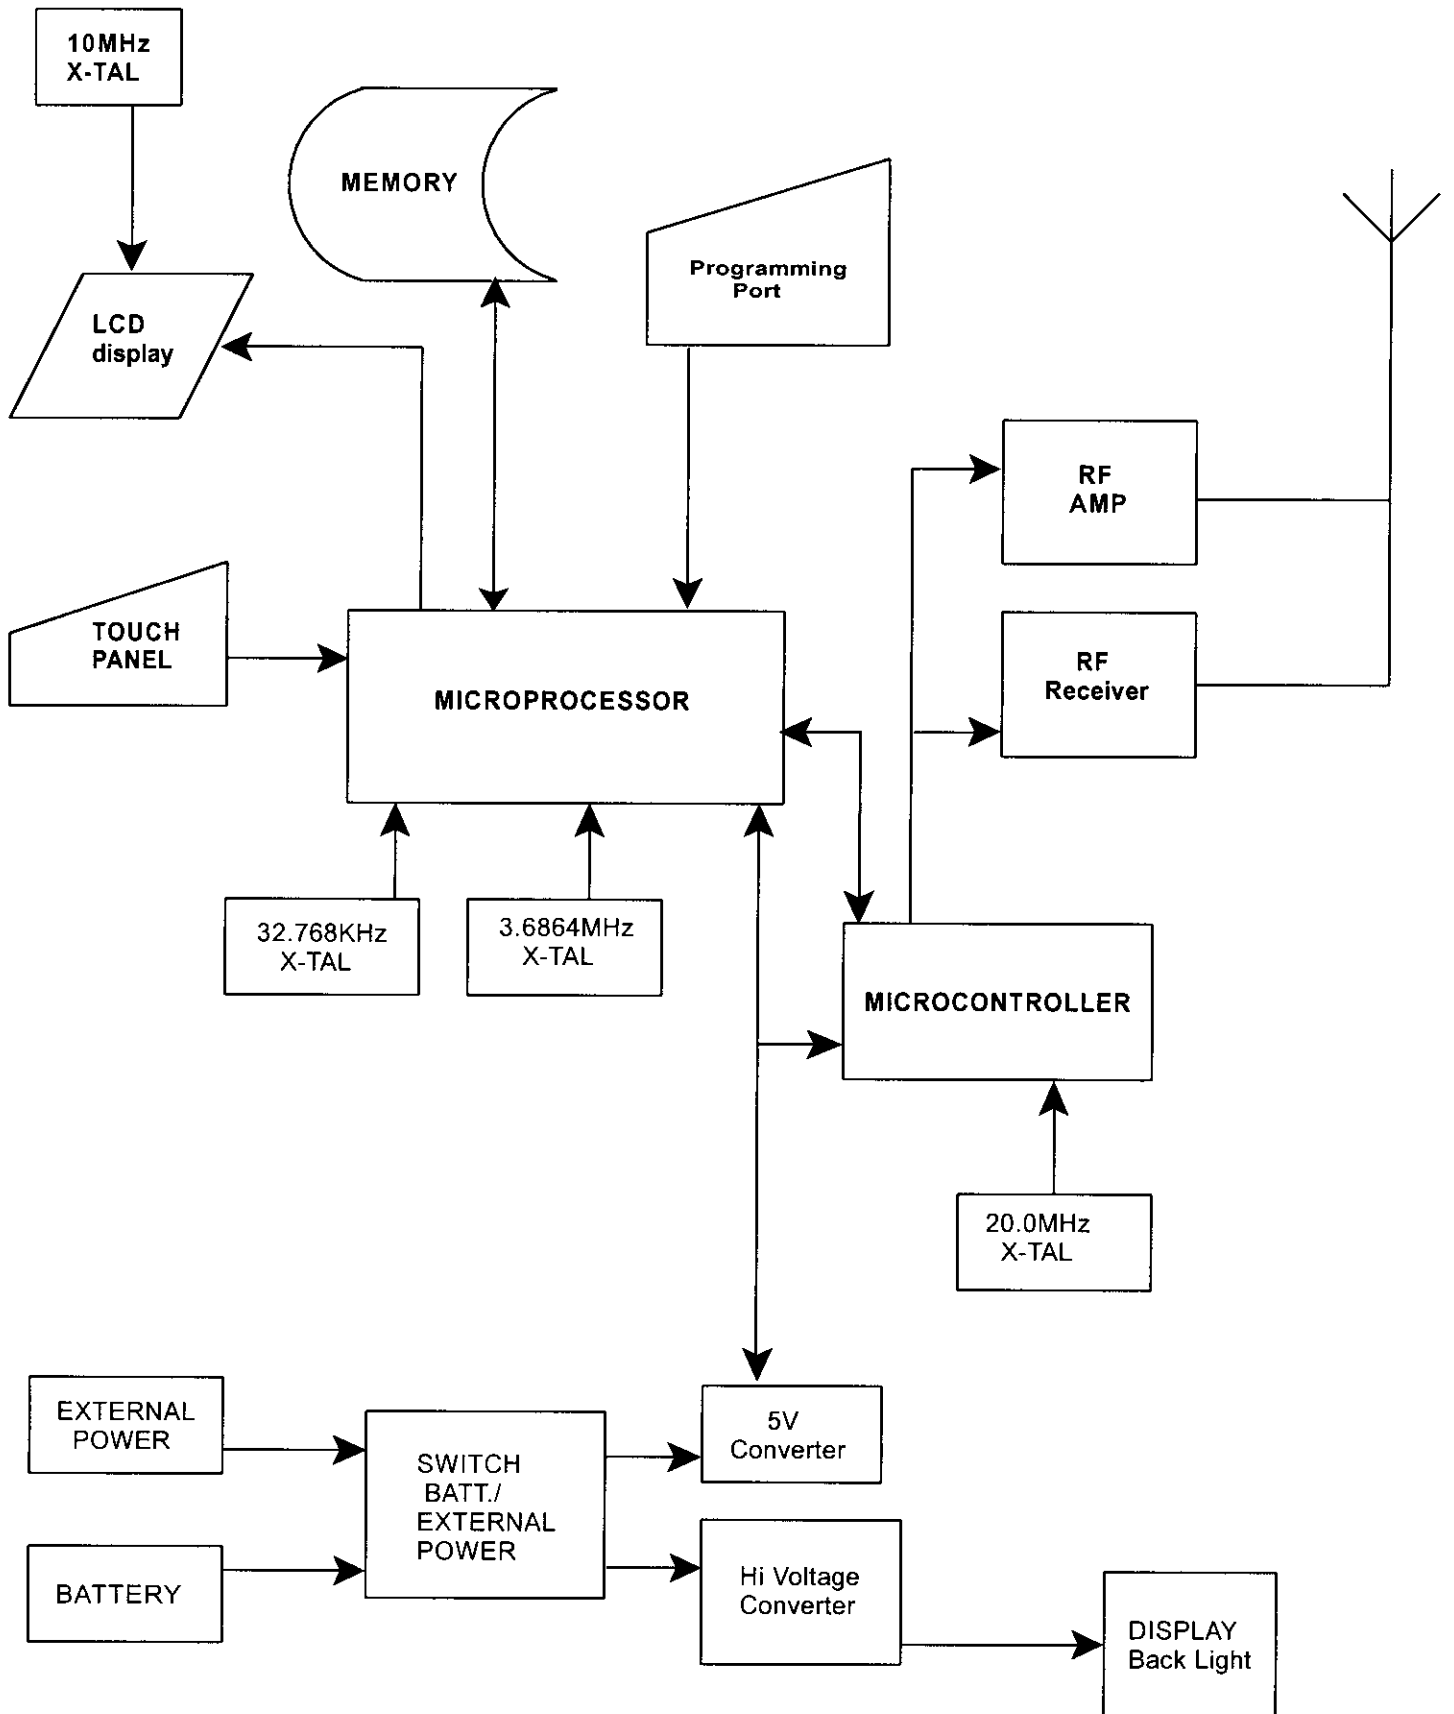 10MHz
X-TAL
MEMORY
Programming
Port
LCD
display
RF
AMP
TOUCH
PANEL
MICROPROCESSOR
RF
Receiver
32.768KHz
X-TAL
3.6864MHz
X-TAL
MICROCONTROLLER
20.0MHz
X-TAL
EXTERNAL
POWER
SWITCH
BATT./
EXTERNAL
POWER
5V
Converter
BATTERY
Hi Voltage
Converter
DISPLAY
Back Light